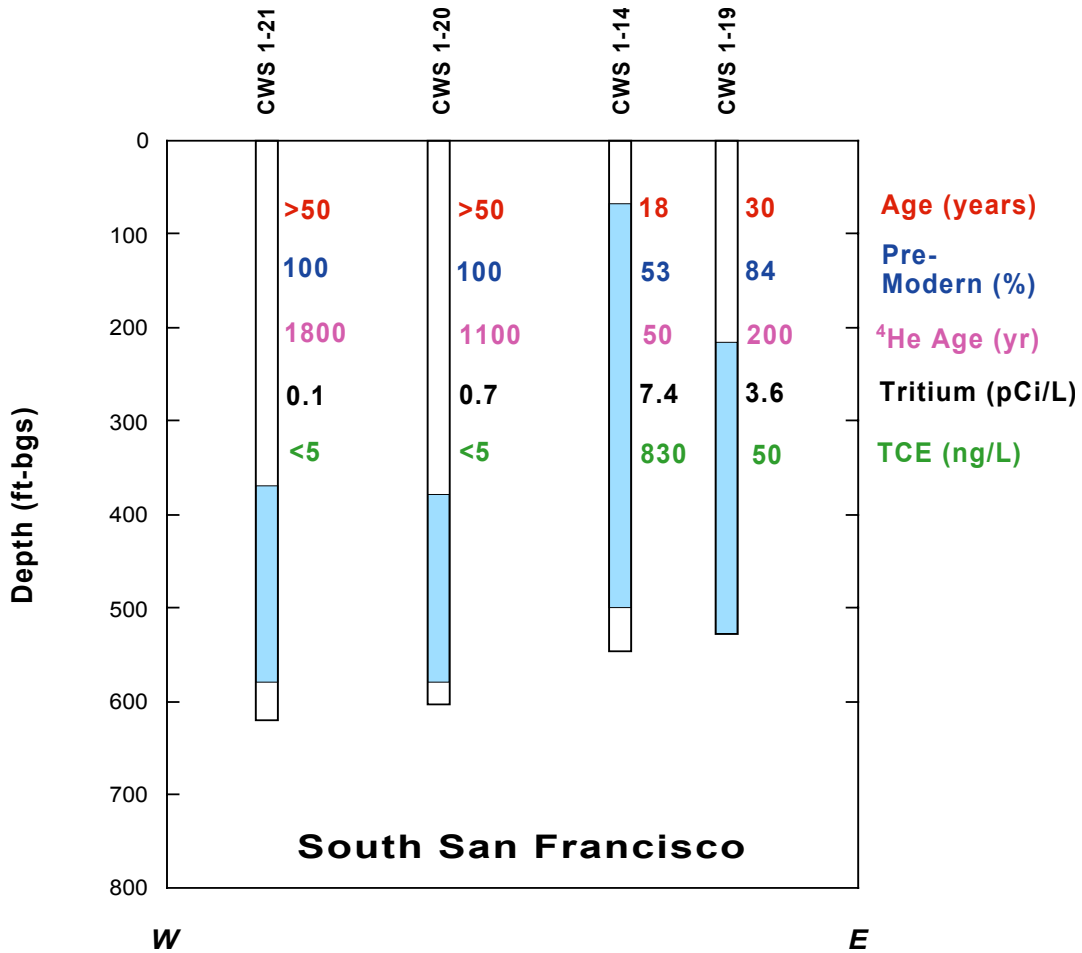 CWS 1-21
CWS 1-20
CWS 1-14
CWS 1-19
Depth (ft-bgs)
0
100
200
300
400
500
600
700
800
>50
>50
18
30
Age (years)
100
100
53
84
Pre-
Modern (%)
1800
1100
50
200
⁴He Age (yr)
0.1
0.7
7.4
3.6
Tritium (pCi/L)
<5
<5
830
50
TCE (ng/L)
South San Francisco
W
E